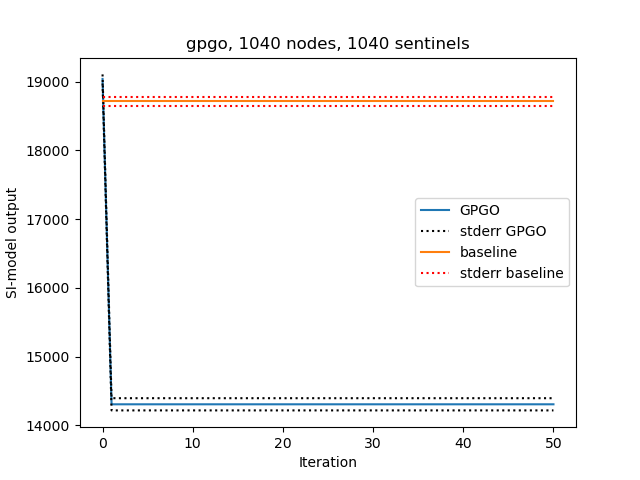 gpgo, 1040 nodes, 1040 sentinels
19000
18000
17000
16000
15000
14000
SI-model output
GPGO
stderr GPGO
baseline
stderr baseline
0 10 20 30 40 50
Iteration